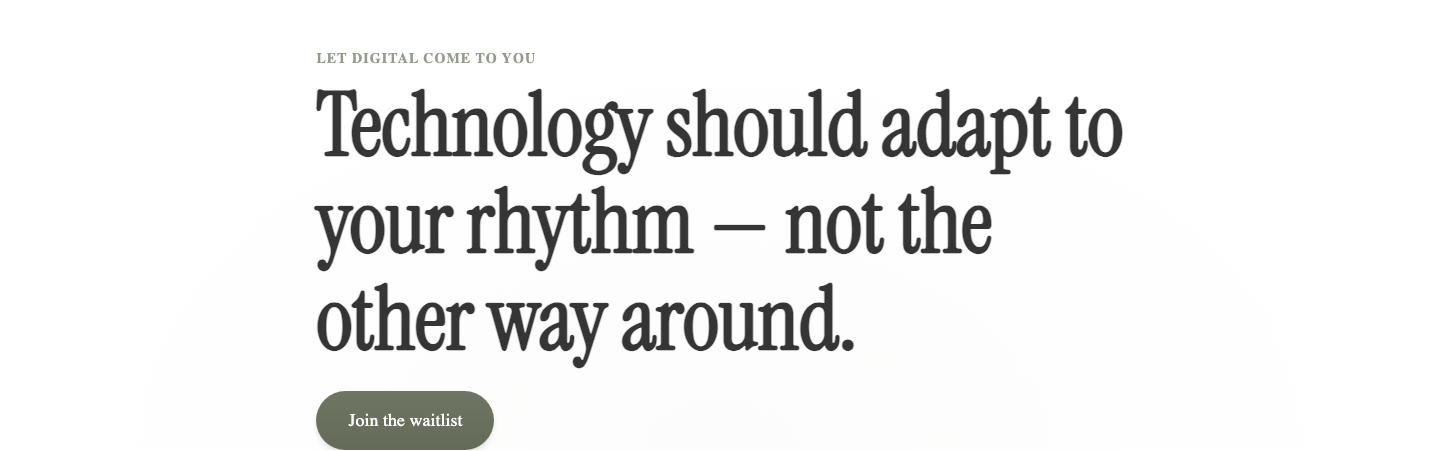 LET DIGITAL COME TO YOU
Technology should adapt to
your rhythm — not the
other way around.
Join the waitlist